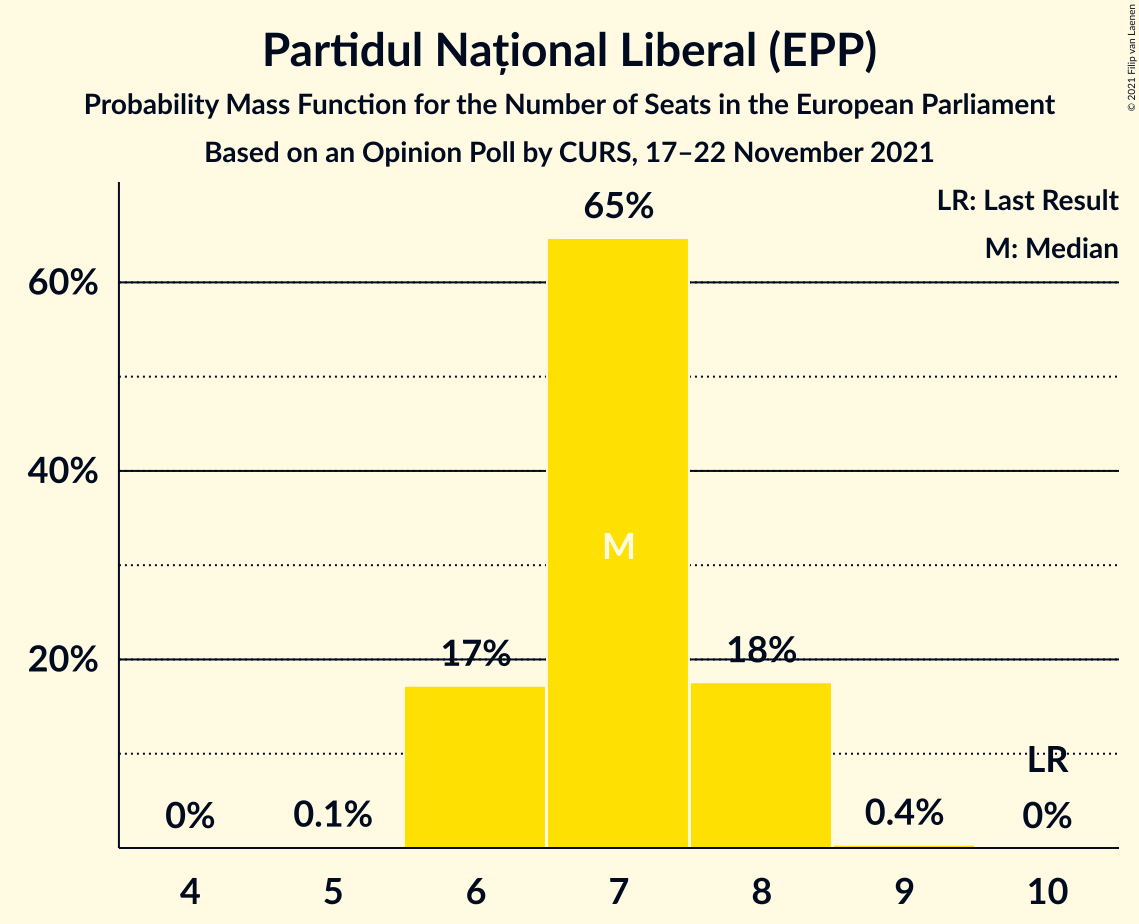 Partidul Național Liberal (EPP)
Probability Mass Function for the Number of Seats in the European Parliament
Based on an Opinion Poll by CURS, 17–22 November 2021
© 2021 Filip van Laenen
LR: Last Result
M: Median
65%
60%
40%
M
20%
17%
18%
LR
0%
0.1%
0.4%
0%
4
5
6
7
8
9
10